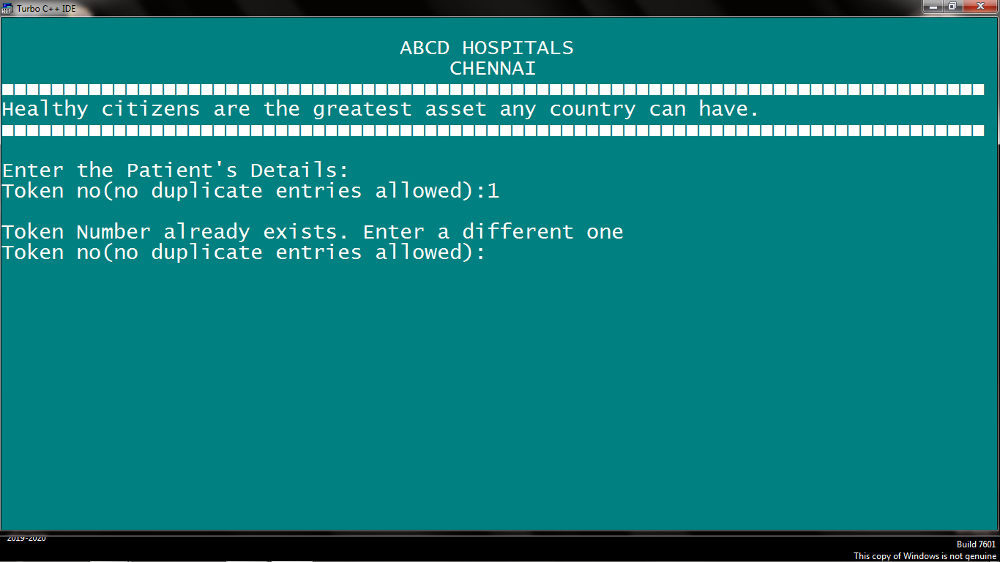 Turbo C++ IDE
ABCD HOSPITALS
CHENNAI
Healthy citizens are the greatest asset any country can have.
Enter the Patient's Details:
Token no(no duplicate entries allowed):1
Token Number already exists. Enter a different one
Token no(no duplicate entries allowed):
2019-2020
Build 7601
This copy of Windows is not genuine